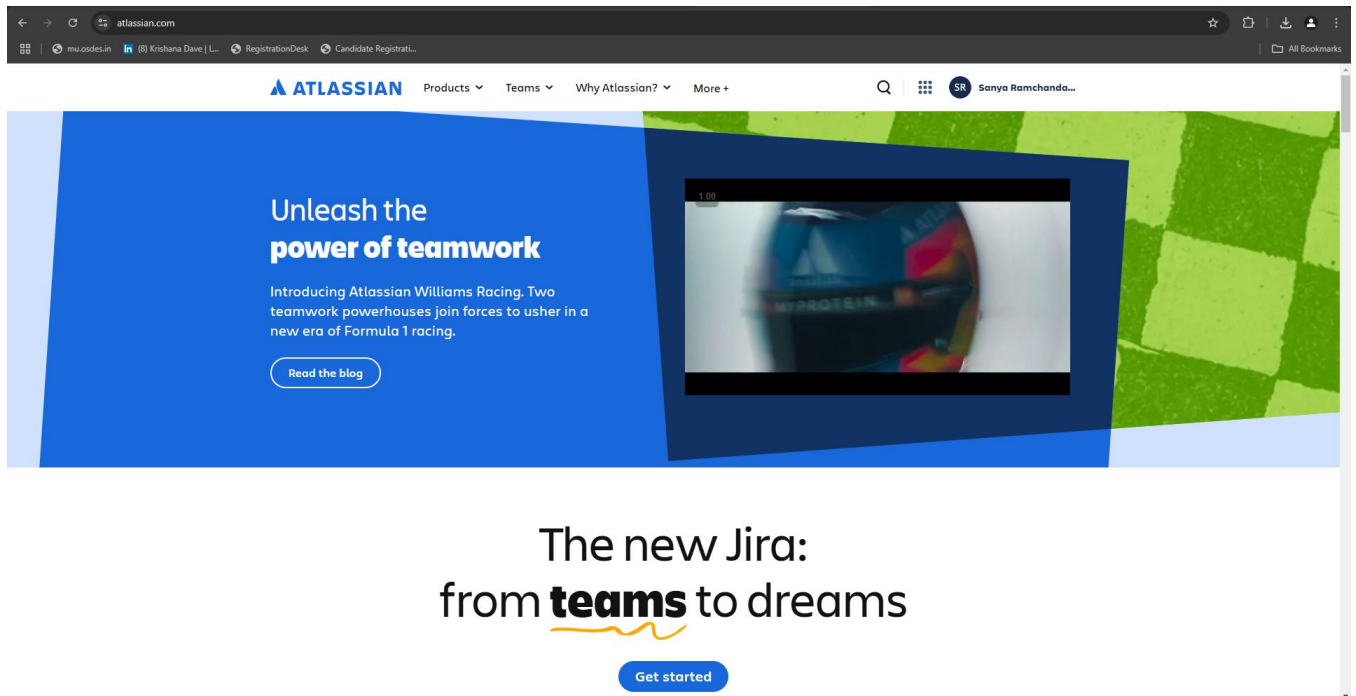 atlassian.com
mu.osdes.in
in (8) Krishana Dave | L...
RegistrationDesk
Candidate Registrati...
All Bookmarks
ATLASSIAN
Products
Teams
Why Atlassian?
More +
SR
Sanya Ramchanda...
Unleash the
power of teamwork
Introducing Atlassian Williams Racing. Two
teamwork powerhouses join forces to usher in a
new era of Formula 1 racing.
Read the blog
1.00
MYPROTEIN
The new Jira:
from teams to dreams
Get started